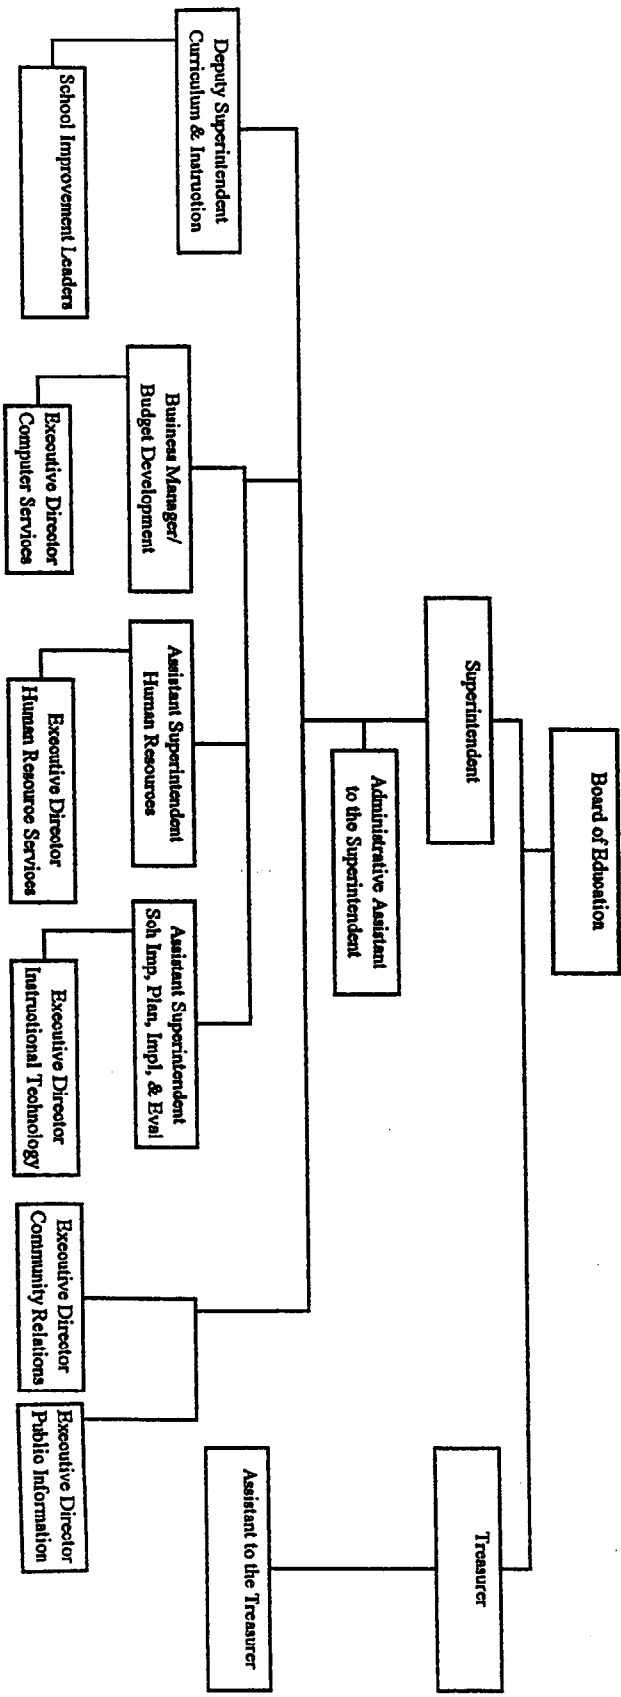 Board of Education
Superintendent
Treasurer
Administrative Assistant
to the Superintendent
Assistant to the Treasurer
Deputy Superintendent
Curriculum & Instruction
Business Manager/
Budget Development
Assistant Superintendent
Human Resources
Assistant Superintendent
Sch Imp, Plan, Impl, & Eval
School Improvement Leaders
Executive Director
Computer Services
Executive Director
Human Resource Services
Executive Director
Instructional Technology
Executive Director
Community Relations
Executive Director
Public Information